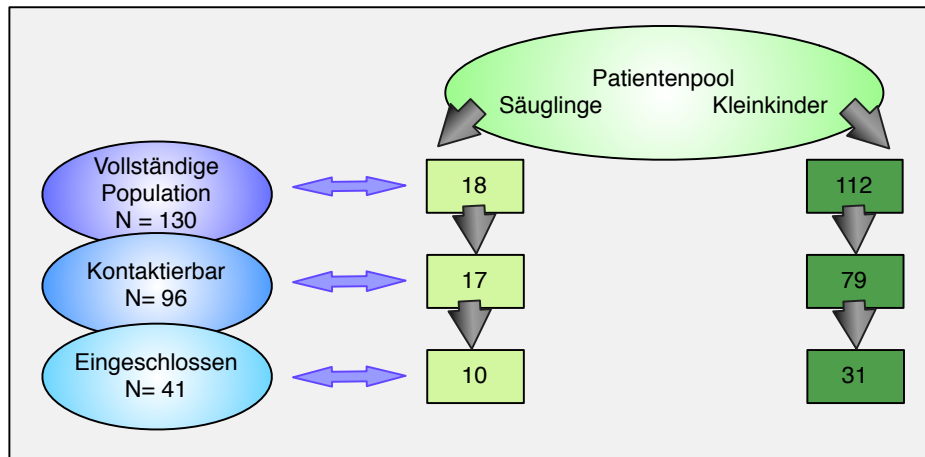 Patientenpool
Säuglinge Kleinkinder
Vollständige
Population
N = 130
18
112
Kontaktierbar
N= 96
17
79
Eingeschlossen
N= 41
10
31